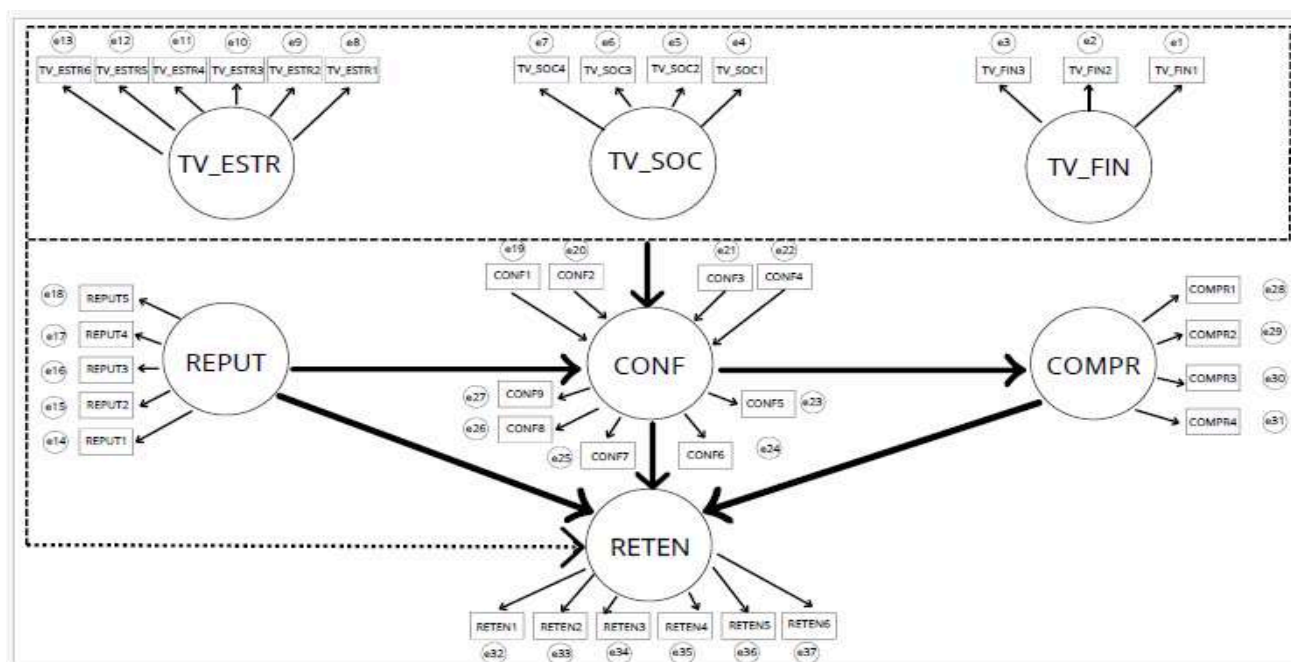 e13 e12 e11 e10 e9 e8
TV_ESTR6 TV_ESTR5 TV_ESTR4 TV_ESTR3 TV_ESTR2 TV_ESTR1
TV_ESTR
e7 e6 e5 e4
TV_SOC4 TV_SOC3 TV_SOC2 TV_SOC1
TV_SOC
e3 e2 e1
TV_FIN3 TV_FIN2 TV_FIN1
TV_FIN
e19 e20 e21 e22
CONF1 CONF2 CONF3 CONF4
e18 REPUT5
e17 REPUT4
e16 REPUT3
e15 REPUT2
e14 REPUT1
REPUT
CONF
e27 CONF9
e26 CONF8
e25 CONF7
CONF5 e23
CONF6 e24
COMPR
COMPR1 e28
COMPR2 e29
COMPR3 e30
COMPR4 e31
RETEN
RETEN1 RETEN2 RETEN3 RETEN4 RETEN5 RETEN6
e32 e33 e34 e35 e36 e37